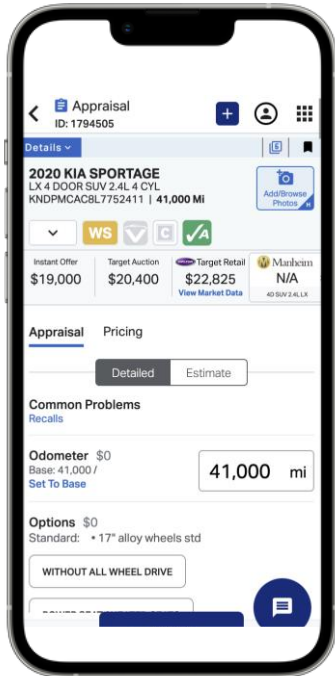 Appraisal
ID: 1794505
Details
6
2020 KIA SPORTAGE
LX 4 DOOR SUV 2.4L 4 CYL
KNDPMCAC8L7752411 | 41,000 Mi
Add/Browse
Photos
WS
C
A
Instant Offer
Target Auction
Target Retail
Manheim
$19,000
$20,400
$22,825
N/A
View Market Data
4D SUV 2.4L LX
Appraisal
Pricing
Detailed
Estimate
Common Problems
Recalls
Odometer $0
Base: 41,000 /
Set To Base
41,000 mi
Options $0
Standard: • 17" alloy wheels std
WITHOUT ALL WHEEL DRIVE